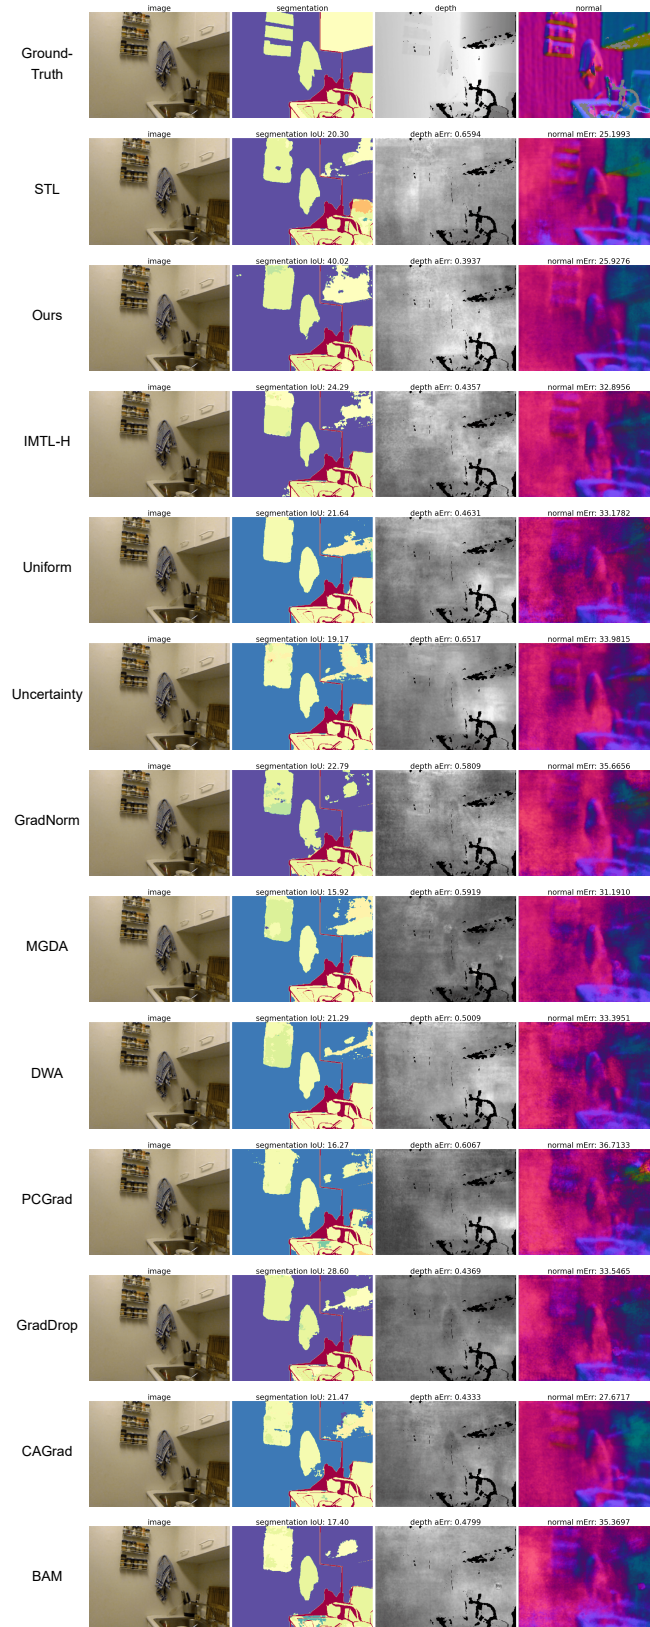 image segmentation depth normal
Ground-
Truth
image segmentation IoU: 20.30 depth aErr: 0.6594 normal mErr: 25.1993
STL
image segmentation IoU: 40.02 depth aErr: 0.3937 normal mErr: 25.9276
Ours
image segmentation IoU: 24.29 depth aErr: 0.4357 normal mErr: 32.8956
IMTL-H
image segmentation IoU: 21.64 depth aErr: 0.4631 normal mErr: 33.1782
Uniform
image segmentation IoU: 19.17 depth aErr: 0.6517 normal mErr: 33.9815
Uncertainty
image segmentation IoU: 22.79 depth aErr: 0.5809 normal mErr: 35.6656
GradNorm
image segmentation IoU: 15.92 depth aErr: 0.5919 normal mErr: 31.1910
MGDA
image segmentation IoU: 21.29 depth aErr: 0.5009 normal mErr: 33.3951
DWA
image segmentation IoU: 16.27 depth aErr: 0.6067 normal mErr: 36.7133
PCGrad
image segmentation IoU: 28.60 depth aErr: 0.4369 normal mErr: 33.5465
GradDrop
image segmentation IoU: 21.47 depth aErr: 0.4333 normal mErr: 27.6717
CAGrad
image segmentation IoU: 17.40 depth aErr: 0.4799 normal mErr: 35.3697
BAM